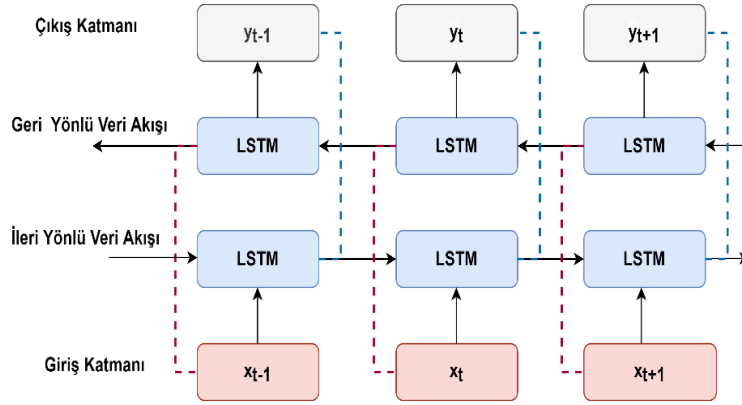 Çıkış Katmanı
yt-1
yt
yt+1
Geri Yönlü Veri Akışı
LSTM
LSTM
LSTM
İleri Yönlü Veri Akışı
LSTM
LSTM
LSTM
Giriş Katmanı
xt-1
xt
xt+1